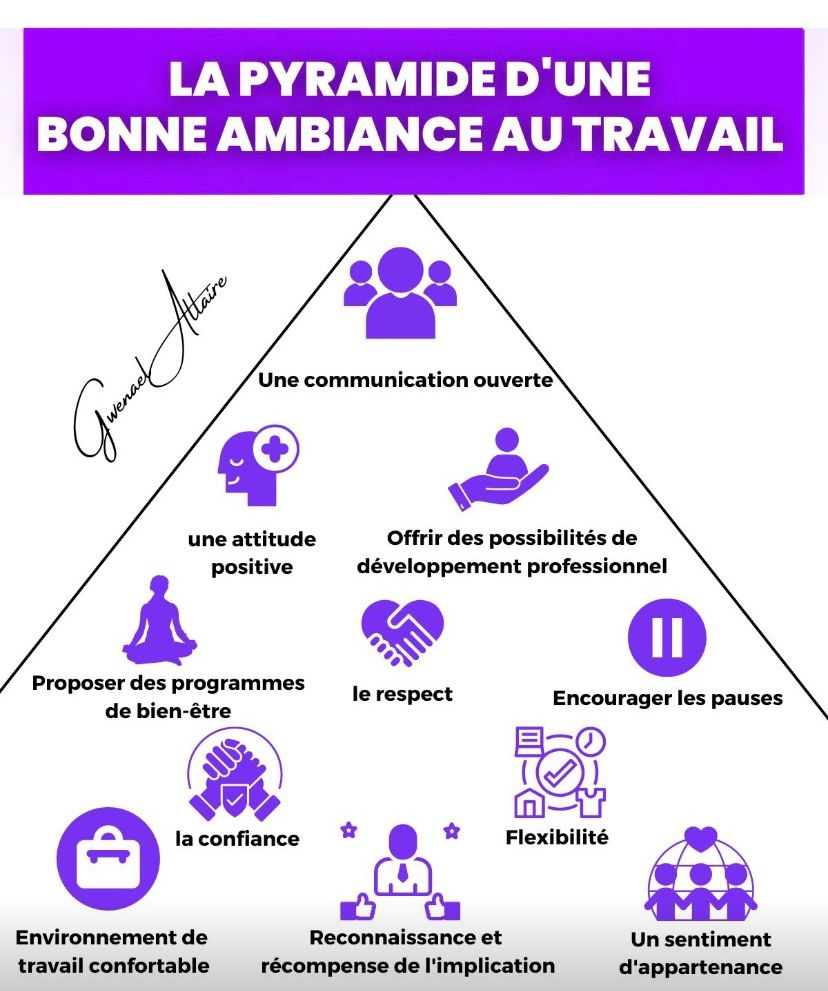 LA PYRAMIDE D'UNE
BONNE AMBIANCE AU TRAVAIL
Gwenael Attaire
Une communication ouverte
une attitude
positive
Offrir des possibilités de
développement professionnel
Proposer des programmes
de bien-être
le respect
Encourager les pauses
la confiance
Flexibilité
Environnement de
travail confortable
Reconnaissance et
récompense de l'implication
Un sentiment
d'appartenance